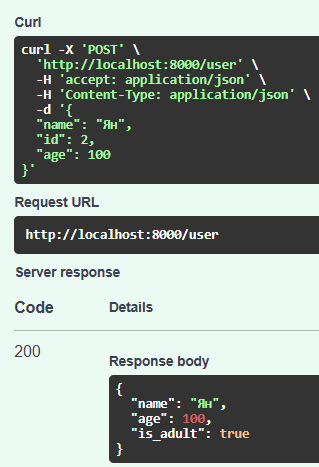 Curl
curl -X 'POST' \
'http://localhost:8000/user' \
-H 'accept: application/json' \
-H 'Content-Type: application/json' \
-d '{
"name": "Ян",
"id": 2,
"age": 100
}'
Request URL
http://localhost:8000/user
Server response
Code Details
200
Response body
{
"name": "Ян",
"age": 100,
"is_adult": true
}